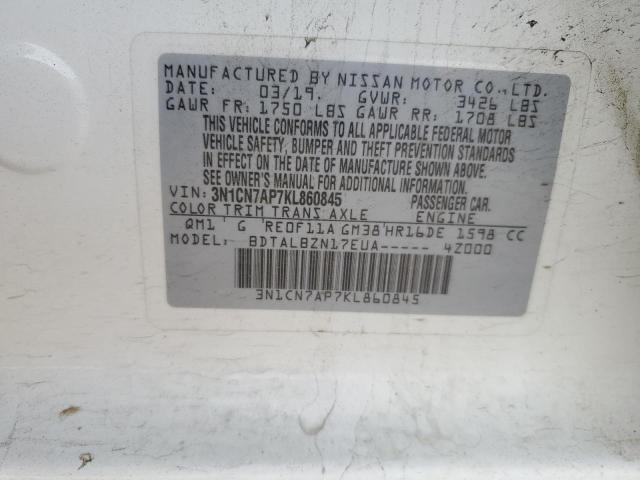 MANUFACTURED BY NISSAN MOTOR CO., LTD.
DATE: 03/19. GVWR: 3426 LBS
GAWR FR: 1750 LBS GAWR RR: 1708 LBS
THIS VEHICLE CONFORMS TO ALL APPLICABLE FEDERAL MOTOR
VEHICLE SAFETY, BUMPER AND THEFT PREVENTION STANDARDS
IN EFFECT ON THE DATE OF MANUFACTURE SHOWN ABOVE.
SEE OWNER'S MANUAL FOR ADDITIONAL INFORMATION.
VIN: 3N1CN7AP7KL860845 PASSENGER CAR.
COLOR TRIM TRANS AXLE ENGINE
QM1 G RE0F11A GM38 HR16DE 1598 CC
MODEL: BDTALBZN17EUA----- 4Z000
3N1CN7AP7KL860845